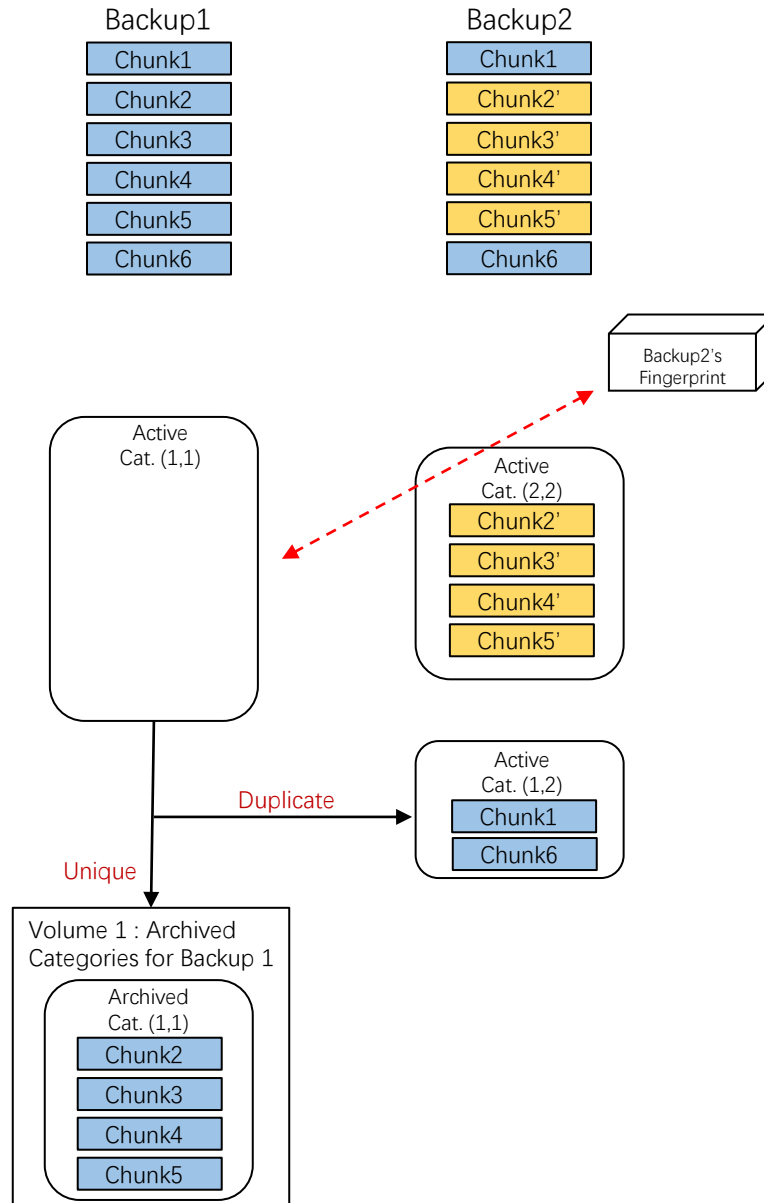 Backup1
Chunk1
Chunk2
Chunk3
Chunk4
Chunk5
Chunk6
Backup2
Chunk1
Chunk2’
Chunk3’
Chunk4’
Chunk5’
Chunk6
Backup2's
Fingerprint
Active
Cat. (1,1)
Active
Cat. (2,2)
Chunk2’
Chunk3’
Chunk4’
Chunk5’
Duplicate
Active
Cat. (1,2)
Chunk1
Chunk6
Unique
Volume 1 : Archived
Categories for Backup 1
Archived
Cat. (1,1)
Chunk2
Chunk3
Chunk4
Chunk5